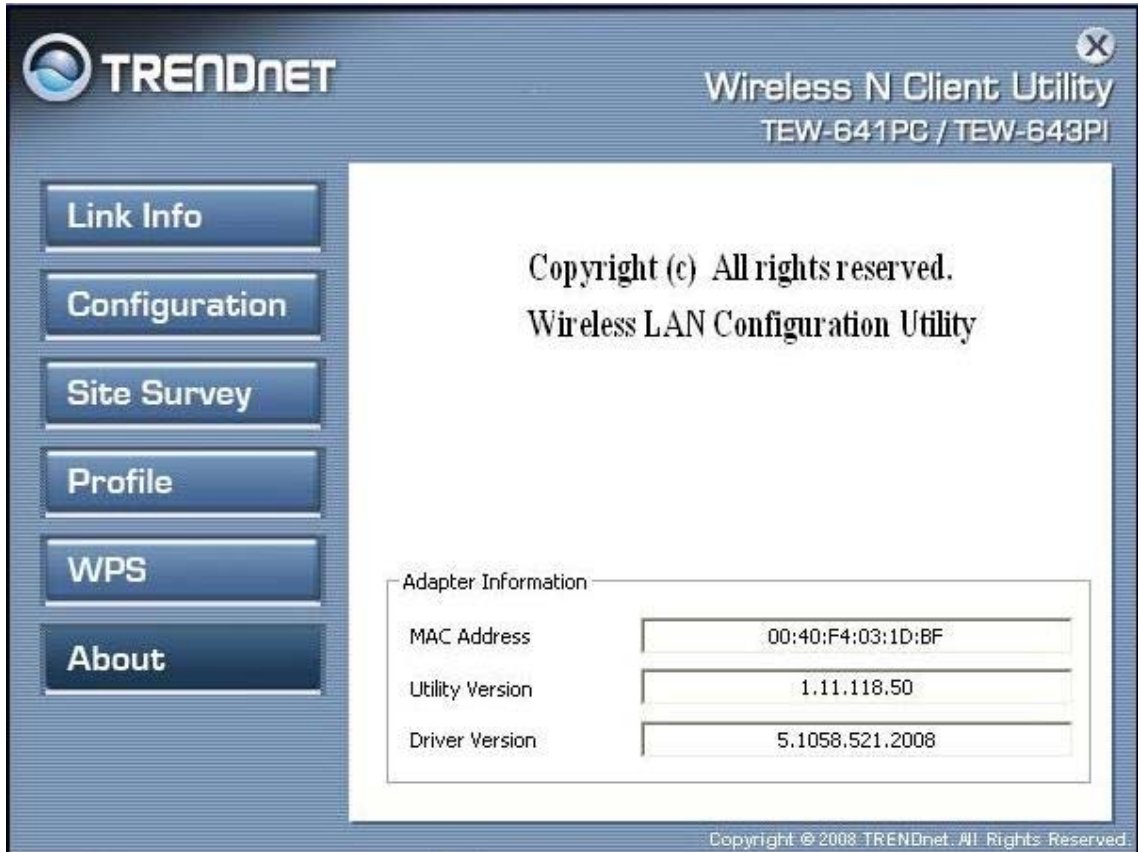 TRENDNET
Wireless N Client Utility
TEW-641PC / TEW-643PI
Link Info
Configuration
Site Survey
Profile
WPS
About
Copyright (c) All rights reserved.
Wireless LAN Configuration Utility
Adapter Information
MAC Address 00:40:F4:03:1D:BF
Utility Version 1.11.118.50
Driver Version 5.1058.521.2008
Copyright © 2008 TRENDnet. All Rights Reserved.